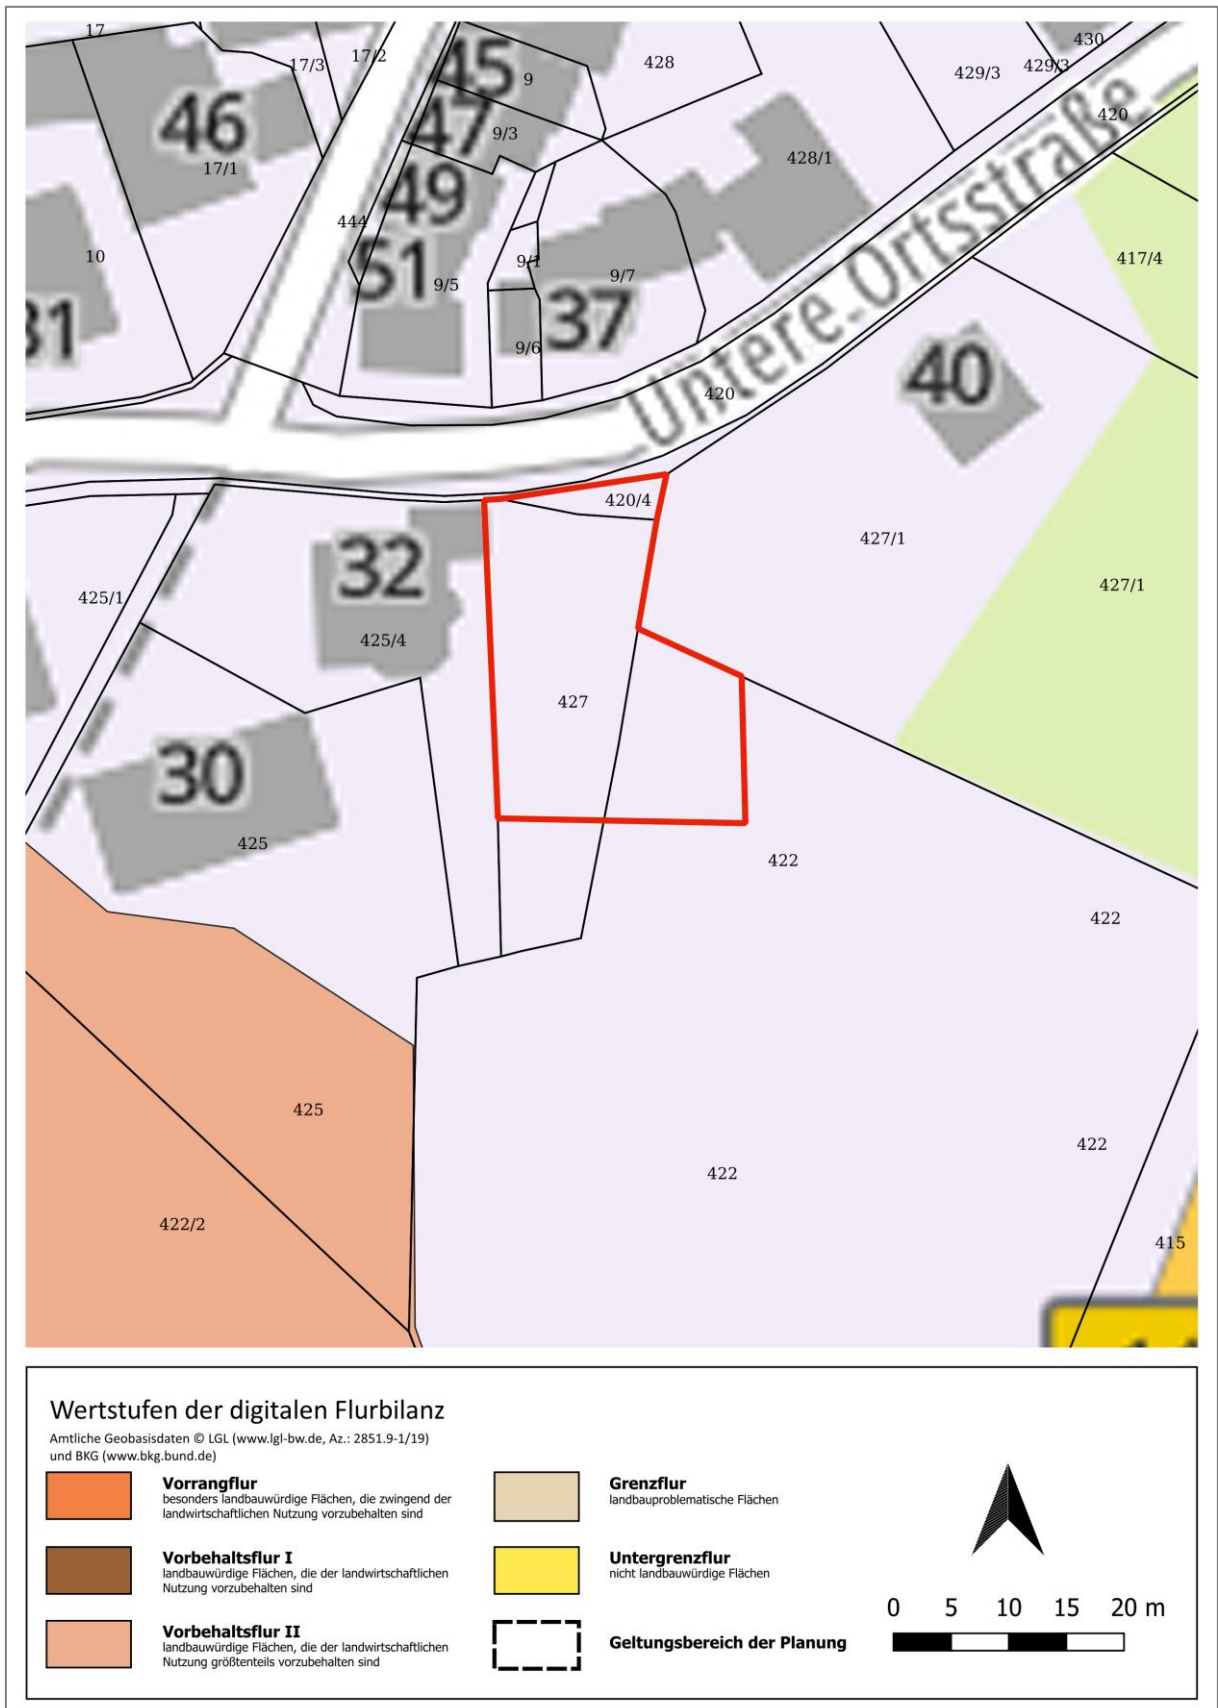 17
17/3
17/2
45
9
428
429/3
429/3
430
46
17/1
47
9/3
420
428/1
49
444
10
51
9/5
9/1
9/7
417/4
31
37
9/6
40
Untere-Ortsstraße
420
420/4
427/1
32
425/1
425/4
427/1
427
30
425
422
422
425
422
422
422/2
415
Wertstufen der digitalen Flurbilanz
Amtliche Geobasisdaten © LGL (www.lgl-bw.de, Az.: 2851.9-1/19)
und BKG (www.bkg.bund.de)
Vorrangflur
besonders landbauwürdige Flächen, die zwingend der
landwirtschaftlichen Nutzung vorzubehalten sind
Vorbehaltsflur I
landbauwürdige Flächen, die der landwirtschaftlichen
Nutzung vorzubehalten sind
Vorbehaltsflur II
landbauwürdige Flächen, die der landwirtschaftlichen
Nutzung größtenteils vorzubehalten sind
Grenzflur
landbauproblematische Flächen
Untergrenzflur
nicht landbauwürdige Flächen
Geltungsbereich der Planung
0 5 10 15 20 m